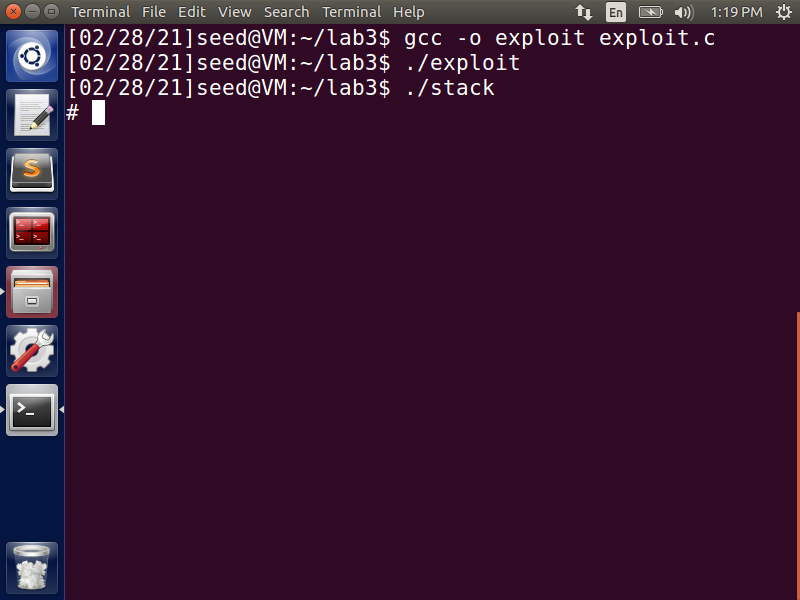 Terminal File Edit View Search Terminal Help En 1:19 PM
[02/28/21]seed@VM:~/lab3$ gcc -o exploit exploit.c
[02/28/21]seed@VM:~/lab3$ ./exploit
[02/28/21]seed@VM:~/lab3$ ./stack
#